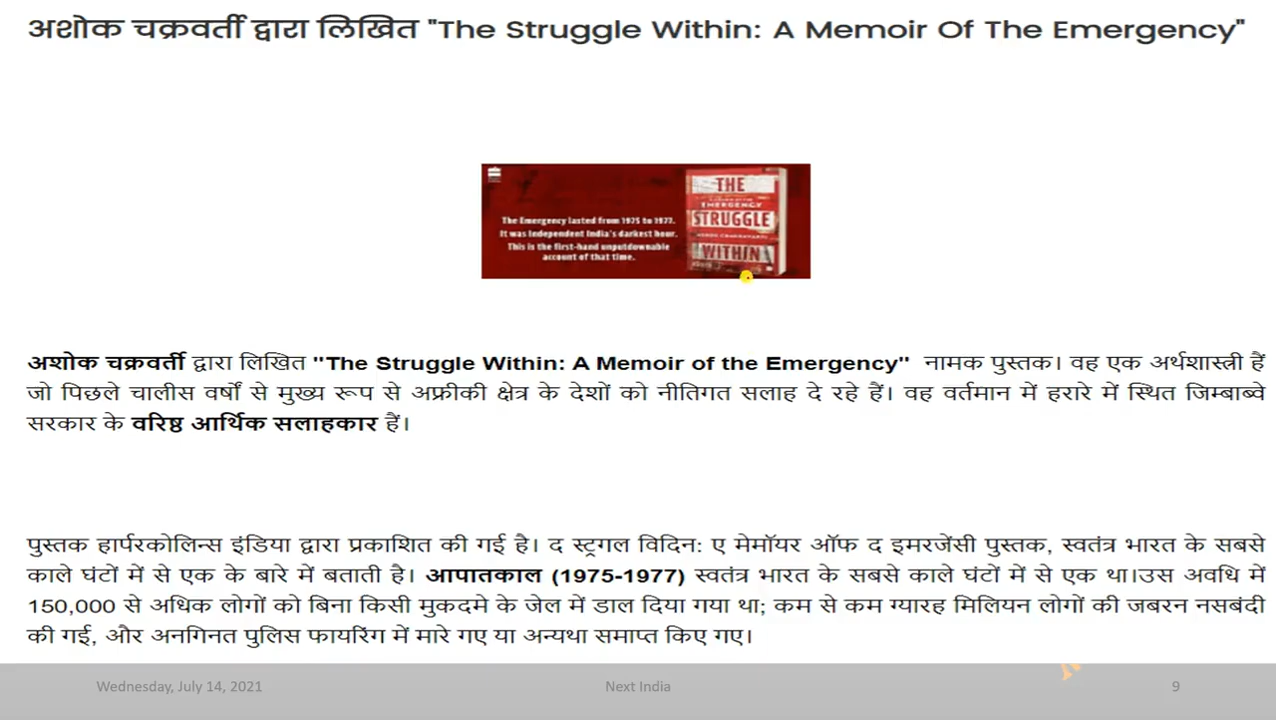 अशोक चक्रवर्ती द्वारा लिखित "The Struggle Within: A Memoir Of The Emergency"
The Emergency lasted from 1975 to 1977.
It was Independent India's darkest hour.
This is the first-hand unputdownable
account of that time.
THE
EMERGENCY
STRUGGLE
WITHIN
अशोक चक्रवर्ती द्वारा लिखित "The Struggle Within: A Memoir of the Emergency" नामक पुस्तक। वह एक अर्थशास्त्री हैं
जो पिछले चालीस वर्षों से मुख्य रूप से अफ्रीकी क्षेत्र के देशों को नीतिगत सलाह दे रहे हैं। वह वर्तमान में हरारे में स्थित जिम्बाब्वे
सरकार के वरिष्ठ आर्थिक सलाहकार हैं।
पुस्तक हार्परकोलिन्स इंडिया द्वारा प्रकाशित की गई है। द स्ट्रगल विदिन: ए मेमॉयर ऑफ द इमरजेंसी पुस्तक, स्वतंत्र भारत के सबसे
काले घंटों में से एक के बारे में बताती है। आपातकाल (1975-1977) स्वतंत्र भारत के सबसे काले घंटों में से एक था।उस अवधि में
150,000 से अधिक लोगों को बिना किसी मुकदमे के जेल में डाल दिया गया था; कम से कम ग्यारह मिलियन लोगों की जबरन नसबंदी
की गई, और अनगिनत पुलिस फायरिंग में मारे गए या अन्यथा समाप्त किए गए।
Wednesday, July 14, 2021
Next India
9